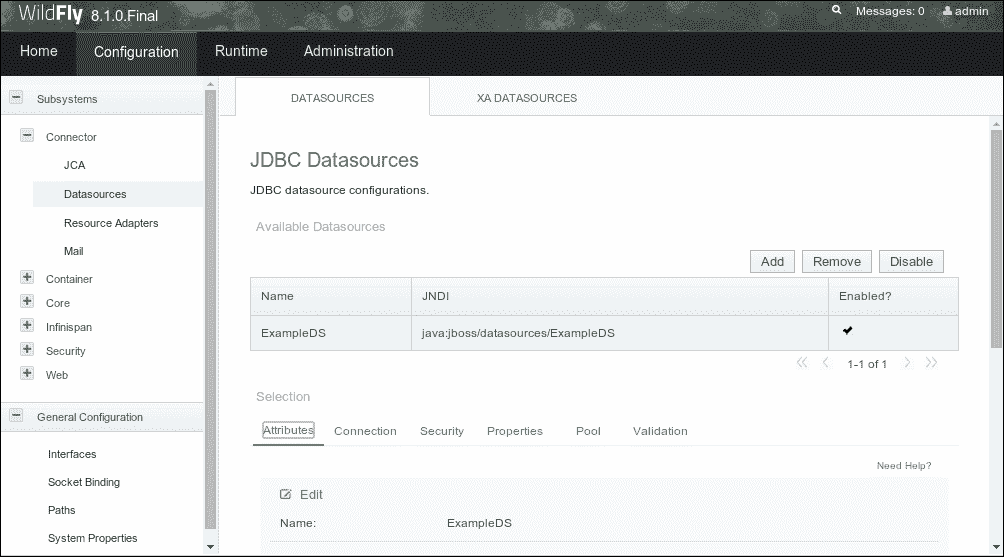 WildFly 8.1.0.Final
Messages: 0 admin
Home Configuration Runtime Administration
Subsystems
Connector
JCA
Datasources
Resource Adapters
Mail
Container
Core
Infinispan
Security
Web
General Configuration
Interfaces
Socket Binding
Paths
System Properties
DATASOURCES XA DATASOURCES
JDBC Datasources
JDBC datasource configurations.
Available Datasources
Add Remove Disable
Name JNDI Enabled?
ExampleDS java:jboss/datasources/ExampleDS
1-1 of 1
Selection
Attributes Connection Security Properties Pool Validation
Need Help?
Edit
Name: ExampleDS